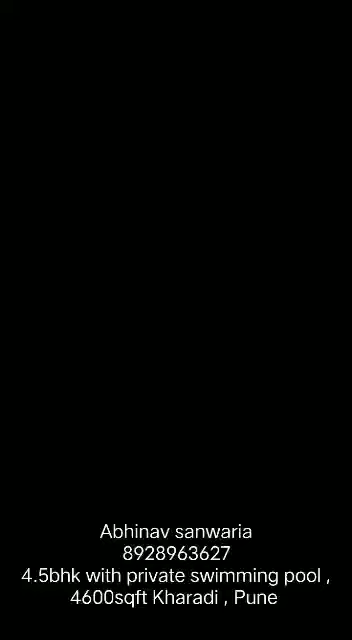 Abhinav sanwaria
8928963627
4.5bhk with private swimming pool ,
4600sqft Kharadi , Pune